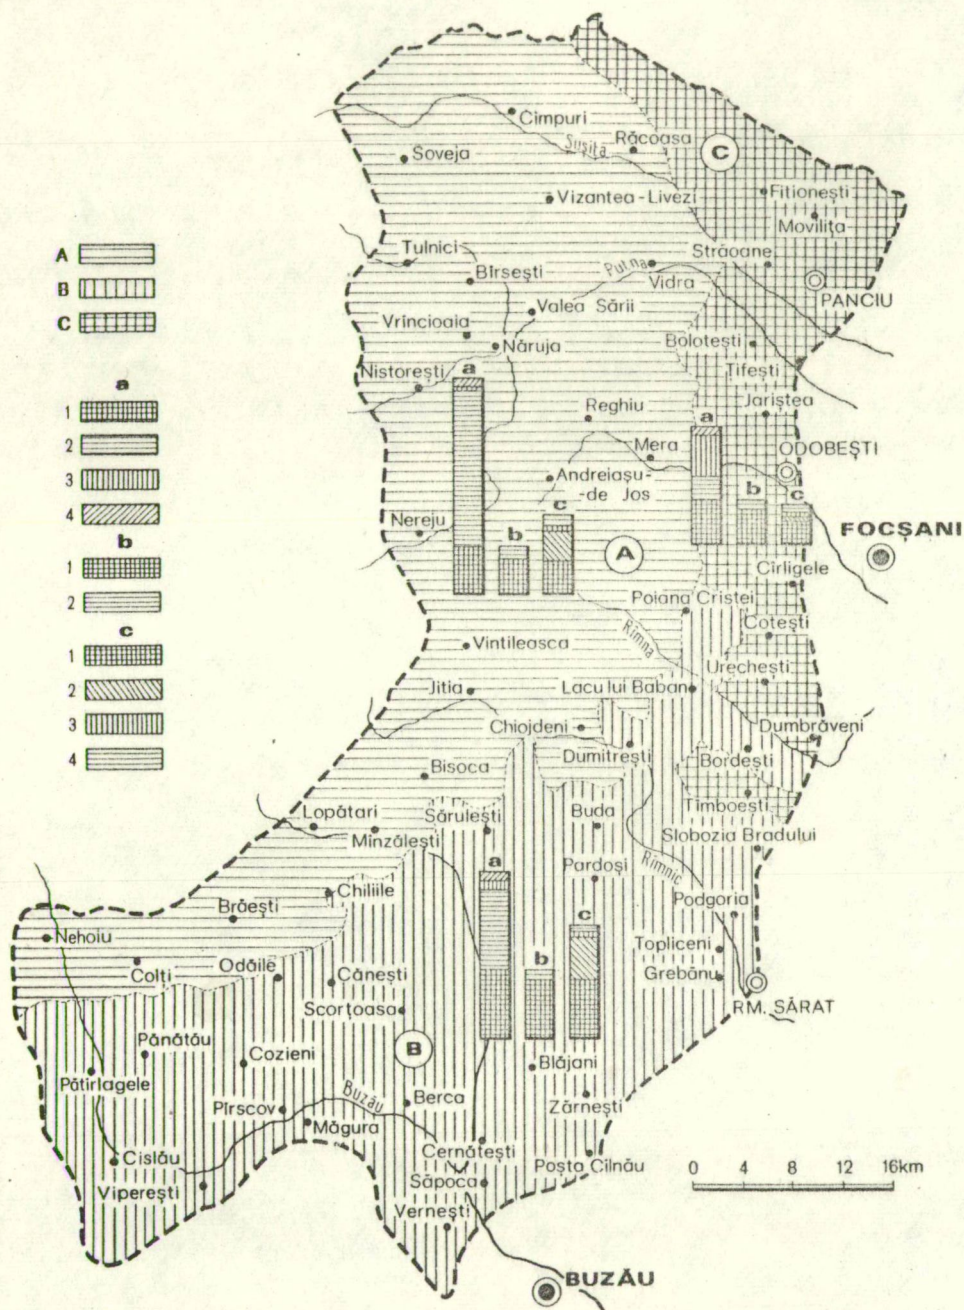 Cîmpuri
Răcoasa
Sușița
Soveja
C
Fitionești
Vizantea-Livezi
Movilița
Străoane
A
Tulnici
Putna
B
Bîrsești
Vidra
C
PANCIU
Valea Sării
Vrîncioaia
Năruja
Bolotești
a
Nistorești
a
Țifești
1
Reghiu
Jariștea
2
a
Mera
ODOBEȘTI
3
Andreiașu-
-de Jos
4
b
c
Nereju
c
FOCȘANI
b
b
A
1
Cîrligele
2
Poiana Cristei
c
Cotești
Vintileasca
Rîmna
1
Urechești
2
Jitia
Lacu lui Baban
3
Chiojdeni
Dumbrăveni
4
Dumitrești
Bordești
Bisoca
Timboești
Lopătari
Sărulești
Buda
Mînzălești
Slobozia Bradului
Rîmnic
a
Pardoși
Chiliile
Podgoria
Brăești
c
Nehoiu
Topliceni
b
Colți
Odăile
Cănești
Grebănu
Scorțoasa
RM. SĂRAT
Pănătău
B
Cozieni
Blăjani
Pătîrlagele
Buzău
Berca
Zărnești
Pîrscov
Măgura
Cernătești
Cislău
Poșta Cîlnău
0 4 8 12 16km
Săpoca
Viperești
Vernești
BUZĂU